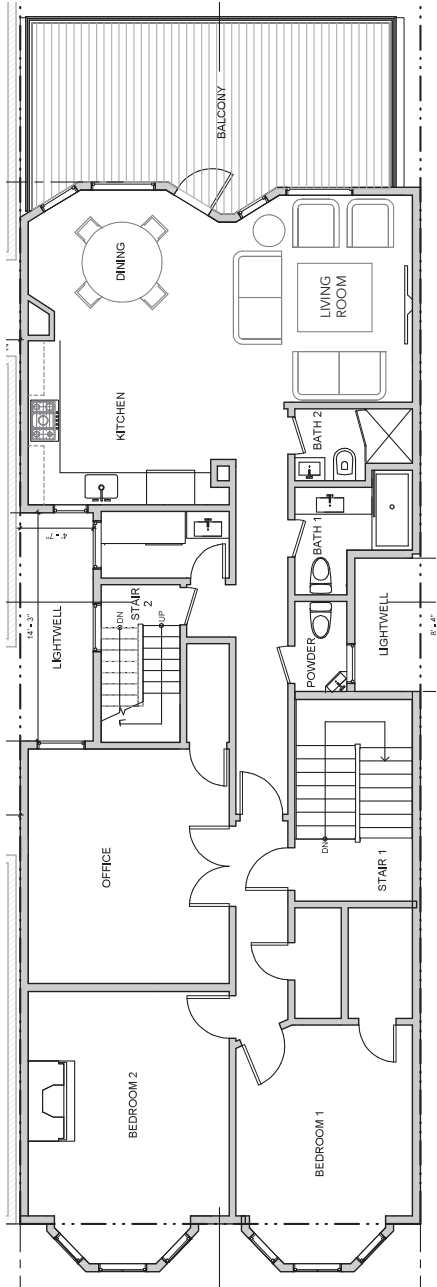 BALCONY
DINING
LIVING
ROOM
KITCHEN
BATH 2
BATH 1
4' - 7"
14' - 3"
LIGHTWELL
STAIR
2
DN
UP
POWDER
LIGHTWELL
8' - 4"
OFFICE
DN
STAIR 1
BEDROOM 2
BEDROOM 1